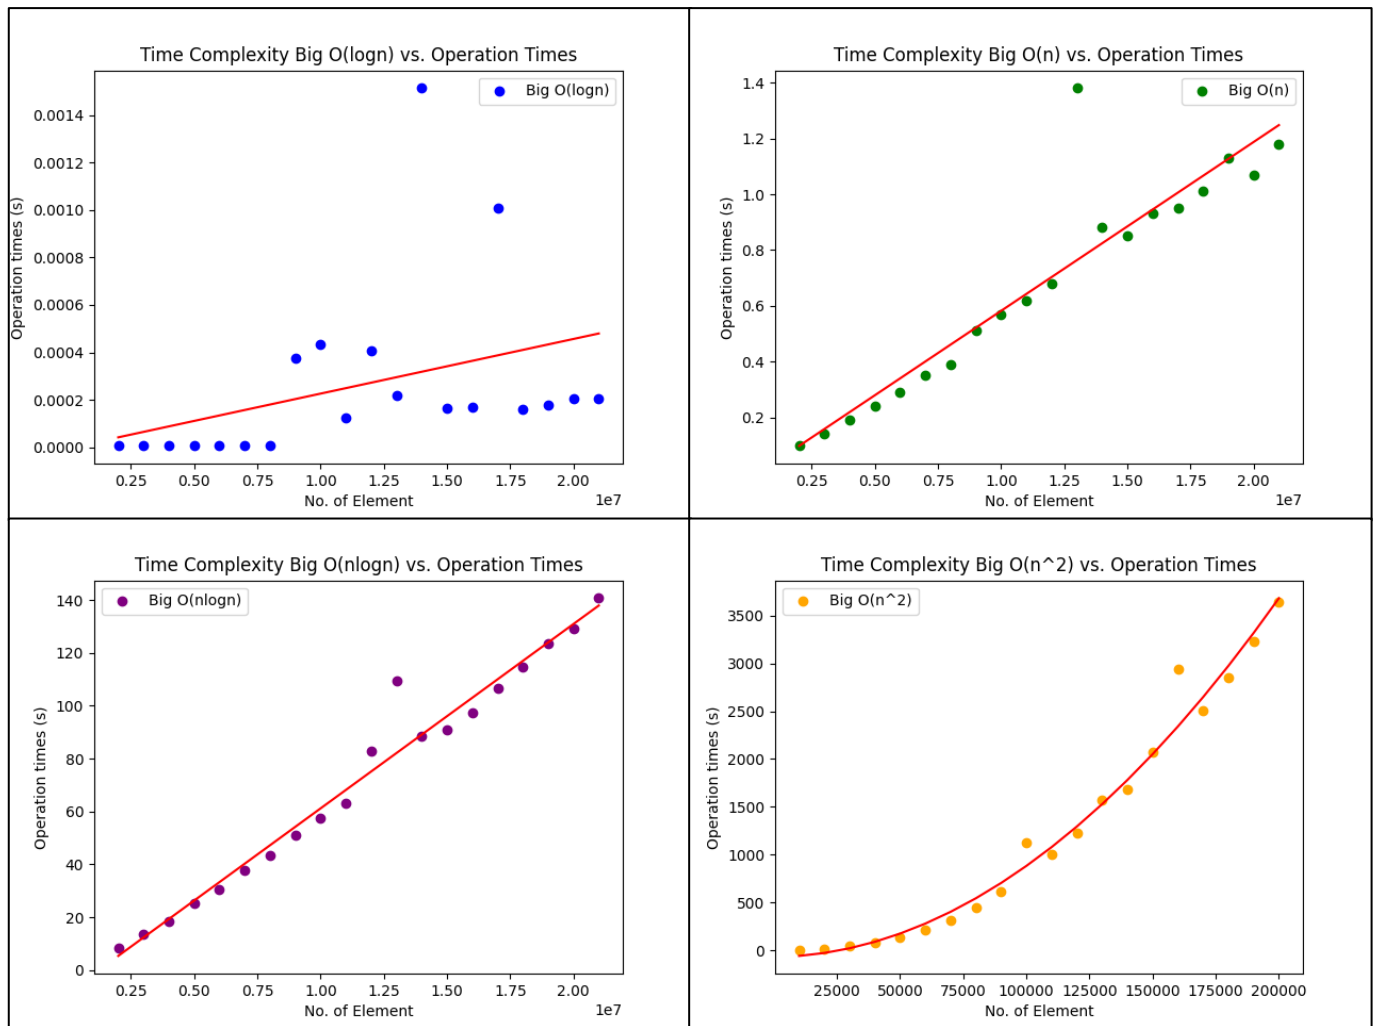 Time Complexity Big O(logn) vs. Operation Times
Big O(logn)
0.0014
0.0012
0.0010
0.0008
0.0006
0.0004
0.0002
0.0000
Operation times (s)
0.25 0.50 0.75 1.00 1.25 1.50 1.75 2.00
1e7
No. of Element
Time Complexity Big O(n) vs. Operation Times
Big O(n)
1.4
1.2
1.0
0.8
0.6
0.4
0.2
Operation times (s)
0.25 0.50 0.75 1.00 1.25 1.50 1.75 2.00
1e7
No. of Element
Time Complexity Big O(nlogn) vs. Operation Times
Big O(nlogn)
140
120
100
80
60
40
20
0
Operation times (s)
0.25 0.50 0.75 1.00 1.25 1.50 1.75 2.00
1e7
No. of Element
Time Complexity Big O(n^2) vs. Operation Times
Big O(n^2)
3500
3000
2500
2000
1500
1000
500
0
Operation times (s)
25000 50000 75000 100000 125000 150000 175000 200000
No. of Element